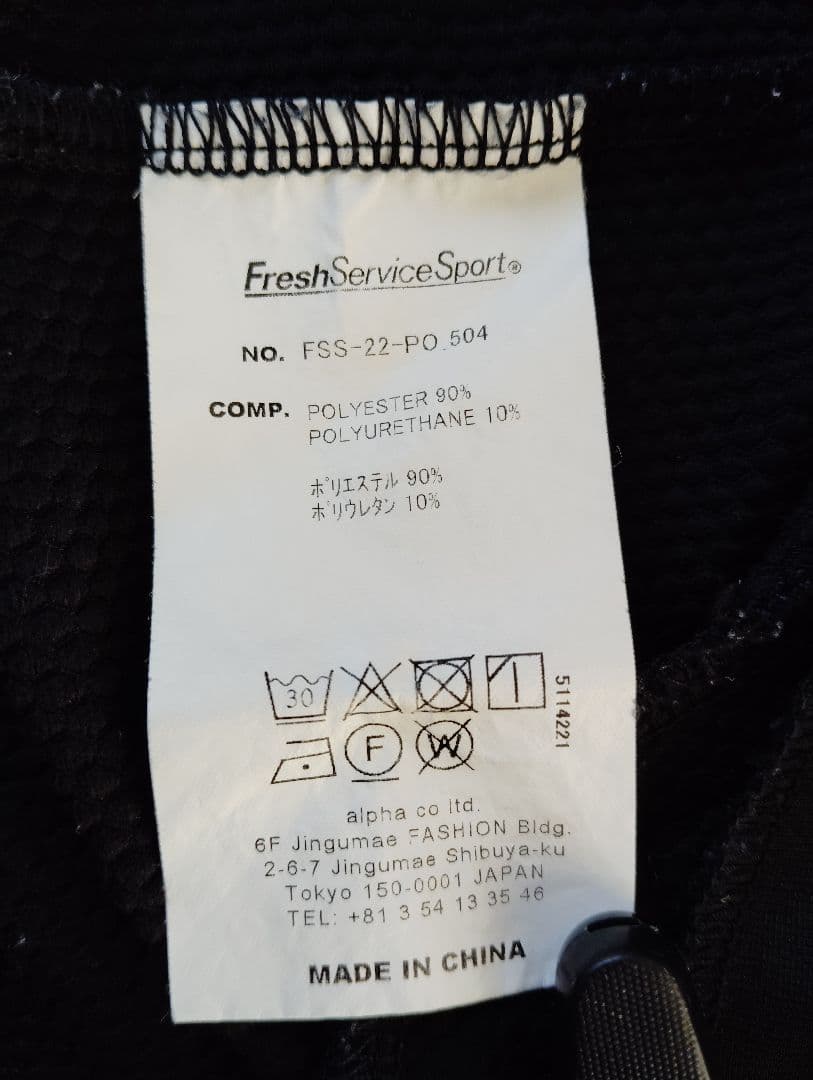 FreshServiceSport®
NO. FSS-22-PO.504
COMP. POLYESTER 90%
POLYURETHANE 10%
ポリエステル 90%
ポリウレタン 10%
30
5114221
F
W
alpha co ltd.
6F Jingumae FASHION Bldg.
2-6-7 Jingumae Shibuya-ku
Tokyo 150-0001 JAPAN
TEL: +81 3 54 13 35 46
MADE IN CHINA